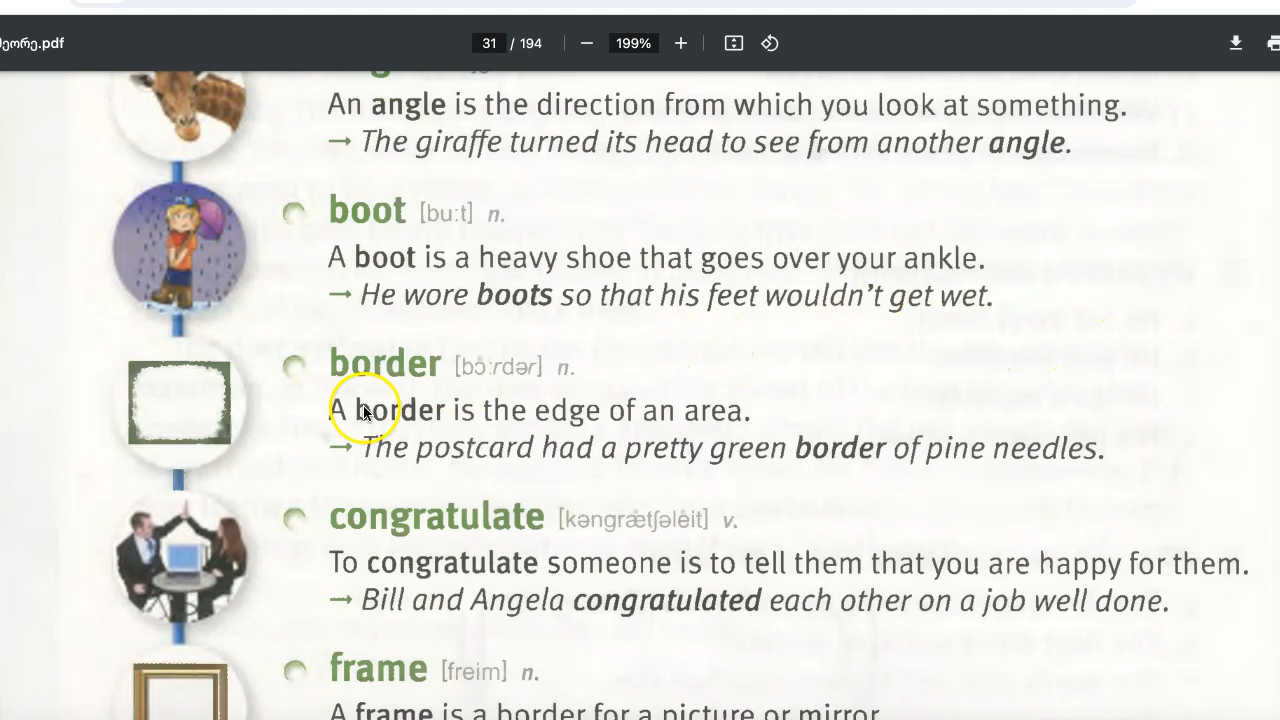 ეორე.pdf
31 / 194
199%
An angle is the direction from which you look at something.
→ The giraffe turned its head to see from another angle.
boot [bu:t] n.
A boot is a heavy shoe that goes over your ankle.
→ He wore boots so that his feet wouldn't get wet.
border [bɔ́:rdər] n.
A border is the edge of an area.
→ The postcard had a pretty green border of pine needles.
congratulate [kəngrǽtʃəlèit] v.
To congratulate someone is to tell them that you are happy for them.
→ Bill and Angela congratulated each other on a job well done.
frame [freim] n.
A frame is a border for a picture or mirror.